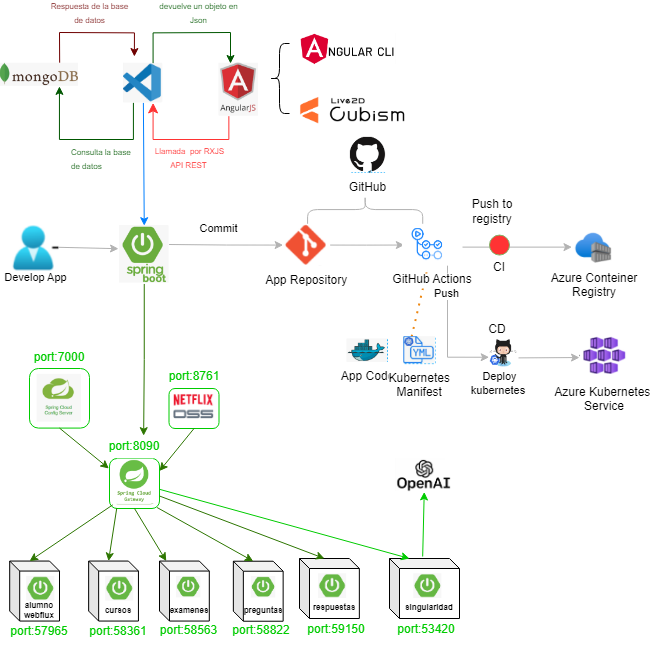 Respuesta de la base
de datos
devuelve un objeto en
Json
mongoDB
AngularJS
ANGULAR CLI
Live2D
Cubism
Consulta la base
de datos
Llamada por RXJS
API REST
GitHub
Push to
registry
Commit
Develop App
spring
boot
App Repository
GitHub Actions
Push
CI
Azure Conteiner
Registry
CD
App Code
YML
Kubernetes
Manifest
Deploy
kubernetes
Azure Kubernetes
Service
port:7000
Spring Cloud
Config Server
port:8761
NETFLIX
OSS
port:8090
Spring Cloud
Gateway
OpenAI
alumno
webflux
cursos
examenes
preguntas
respuestas
singularidad
port:57965
port:58361
port:58563
port:58822
port:59150
port:53420